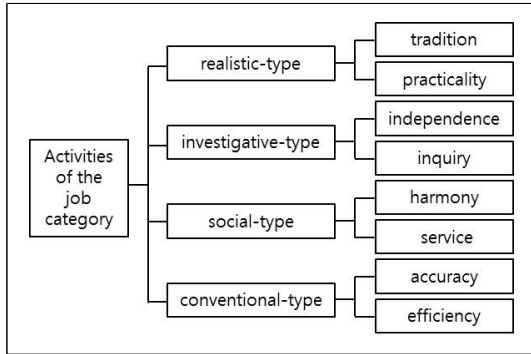 Activities
of the
job
category
realistic-type
tradition
practicality
investigative-type
independence
inquiry
social-type
harmony
service
conventional-type
accuracy
efficiency